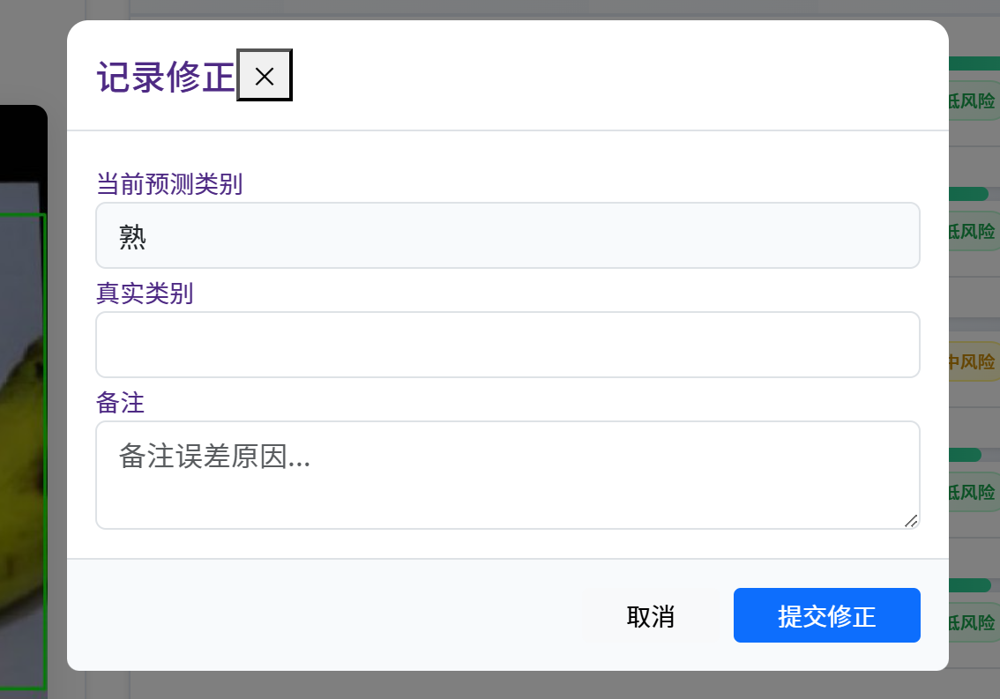 记录修正
当前预测类别
熟
真实类别
备注
备注误差原因...
取消
提交修正
低风险
低风险
中风险
低风险
低风险